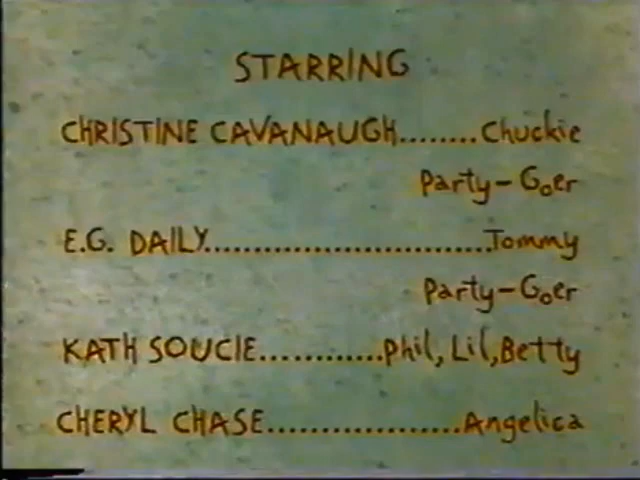 STARRING
CHRISTINE CAVANAUGH........Chuckie
Party-Goer
E.G. DAILY............................Tommy
Party-Goer
KATH SOUCIE............Phil, Lil, Betty
CHERYL CHASE..................Angelica